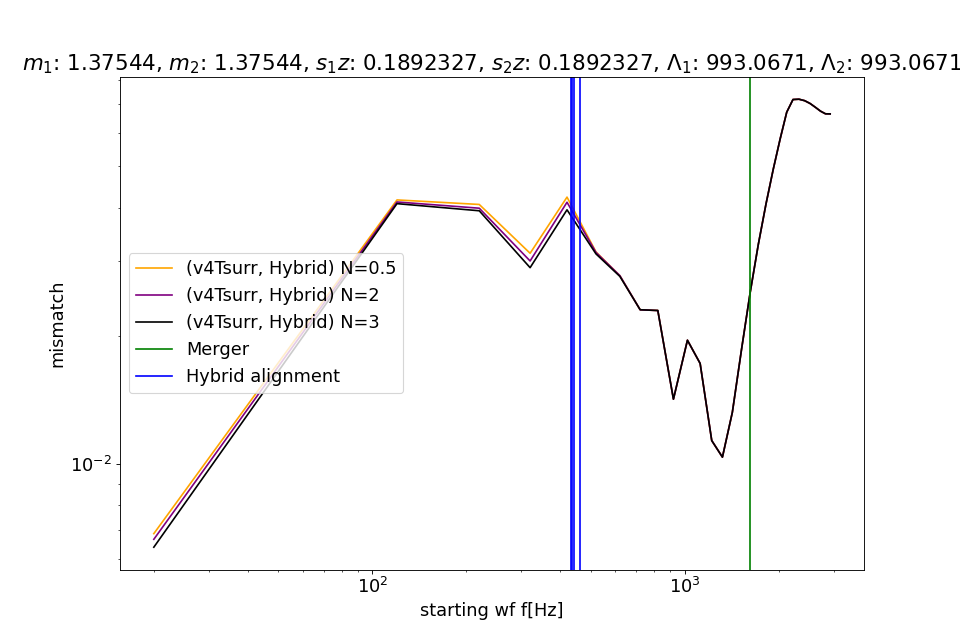 m₁: 1.37544, m₂: 1.37544, s₁z: 0.1892327, s₂z: 0.1892327, Λ₁: 993.0671, Λ₂: 993.0671
mismatch
10⁻²
(v4Tsurr, Hybrid) N=0.5
(v4Tsurr, Hybrid) N=2
(v4Tsurr, Hybrid) N=3
Merger
Hybrid alignment
10² 10³
starting wf f[Hz]